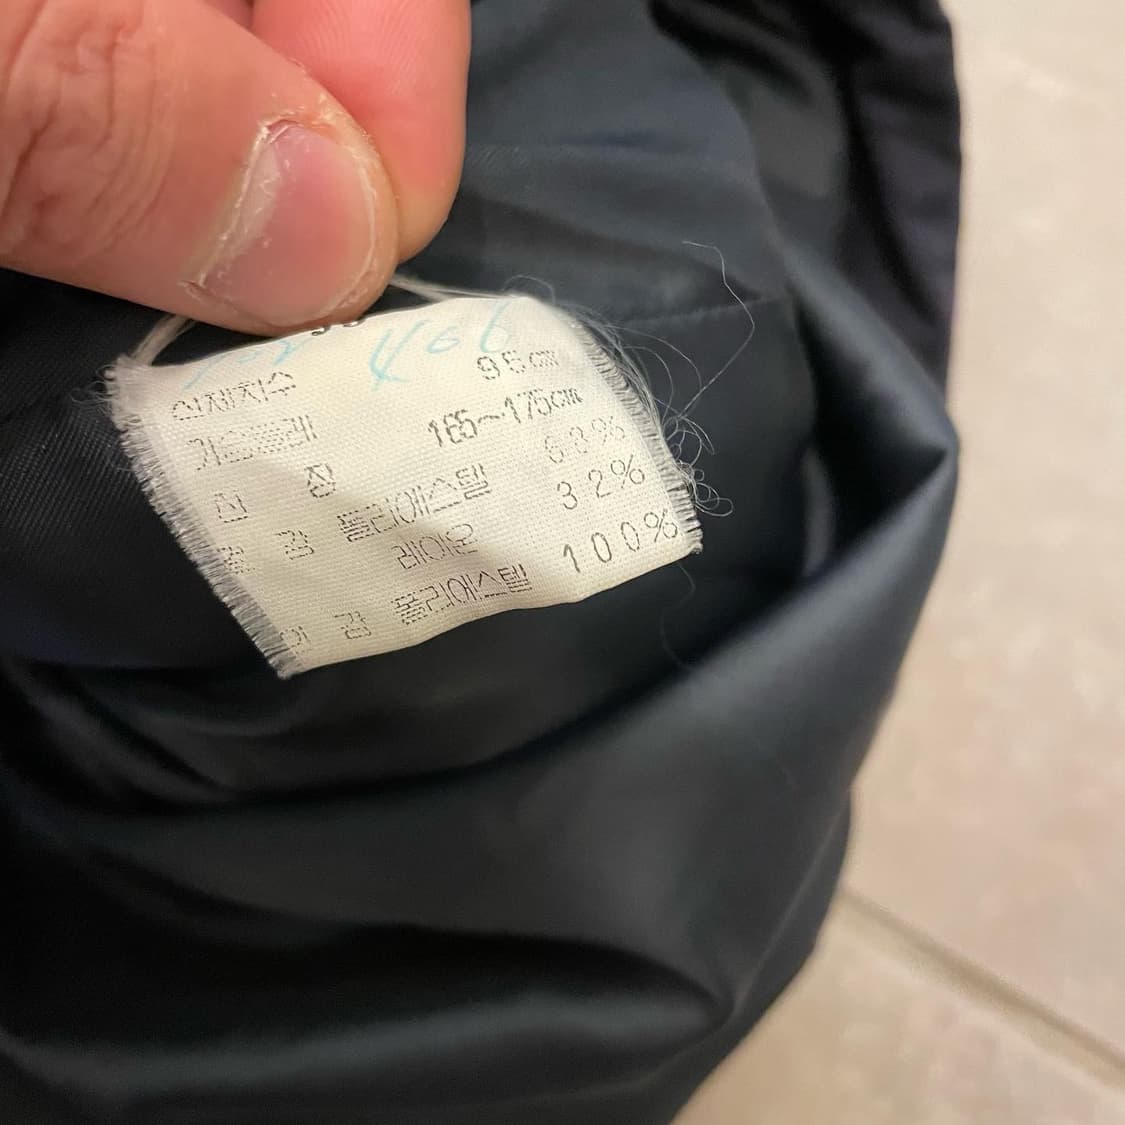 신체치수
가슴둘레 95cm
신 장 165~175cm
겉 감 폴리에스텔 68%
레이온 32%
안 감 폴리에스텔 100%